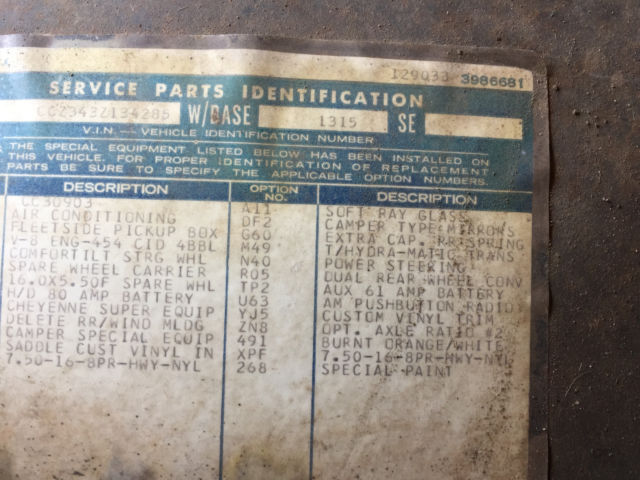 129033 3986681
SERVICE PARTS IDENTIFICATION
CCZ343Z134285 W/BASE 1315 SE
V.I.N. — VEHICLE IDENTIFICATION NUMBER
THE SPECIAL EQUIPMENT LISTED BELOW HAS BEEN INSTALLED ON
THIS VEHICLE. FOR PROPER IDENTIFICATION OF REPLACEMENT
PARTS BE SURE TO SPECIFY THE APPLICABLE OPTION NUMBERS.
DESCRIPTION OPTION NO. DESCRIPTION
CC30903 A11 SOFT RAY GLASS
AIR CONDITIONING DF2 CAMPER TYPE MIRRORS
FLEETSIDE PICKUP BOX G60 EXTRA CAP. RR SPRING
V-8 ENG-454 CID 4BBL M49 T/HYDRA-MATIC TRANS
COMFORTILT STRG WHL N40 POWER STEERING
SPARE WHEEL CARRIER R05 DUAL REAR WHEEL CONV
16.0X5.50F SPARE WHL TP2 AUX 61 AMP BATTERY
H/D 80 AMP BATTERY U63 AM PUSHBUTTON RADIO
CHEYENNE SUPER EQUIP YJ5 CUSTOM VINYL TRIM
DELETE RR/WIND MLDG ZN8 OPT. AXLE RATIO #2
CAMPER SPECIAL EQUIP 491 BURNT ORANGE/WHITE
SADDLE CUST VINYL IN XPF 7.50-16-8PR-HWY-NYL
7.50-16-8PR-HWY-NYL 268 SPECIAL PAINT